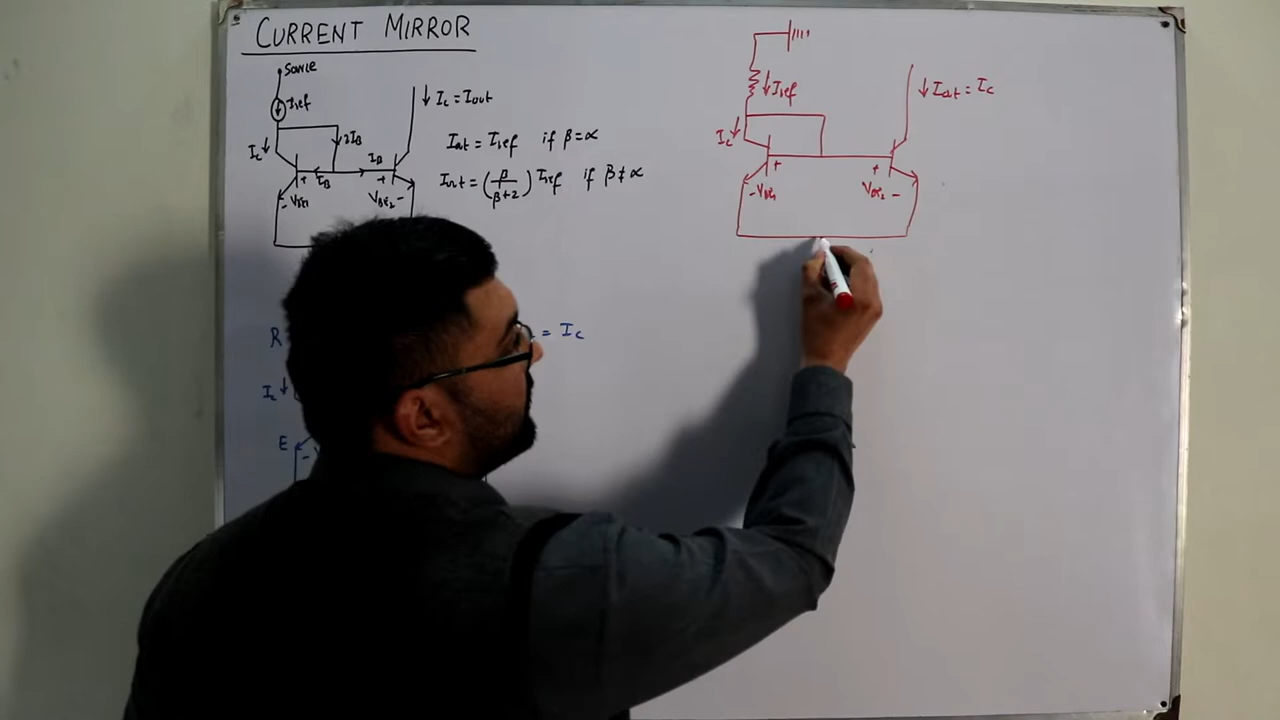 CURRENT MIRROR
Source
Iref
Ic
2IB
IB
IB
+
+
- VBE1
VBE2 -
Ic = Iout
Iout = Iref if β = ∝
Iout = (β/β+2) Iref if β ≠ ∝
R
= Ic
Ic
E
-
Iref
Ic
Iout = Ic
+
+
- VBE1
VBE2 -